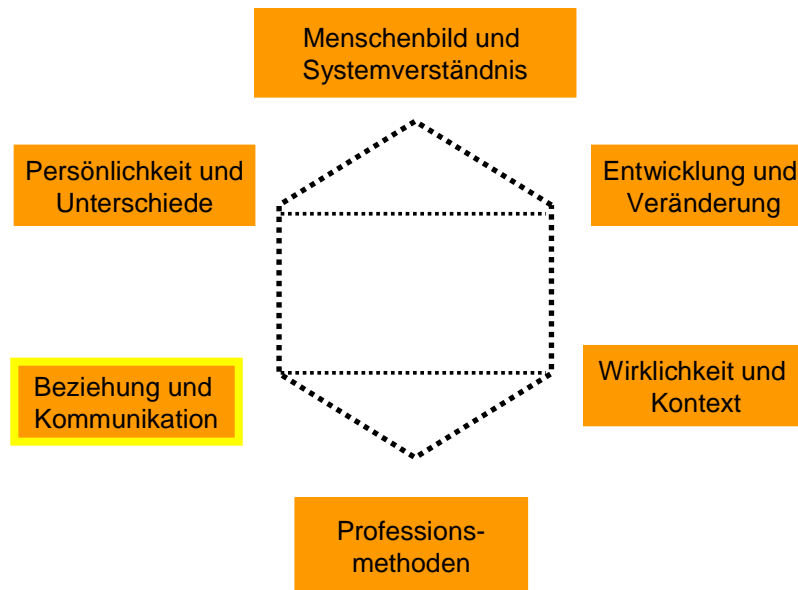 Menschenbild und
Systemverständnis
Persönlichkeit und
Unterschiede
Entwicklung und
Veränderung
Beziehung und
Kommunikation
Wirklichkeit und
Kontext
Professions-
methoden